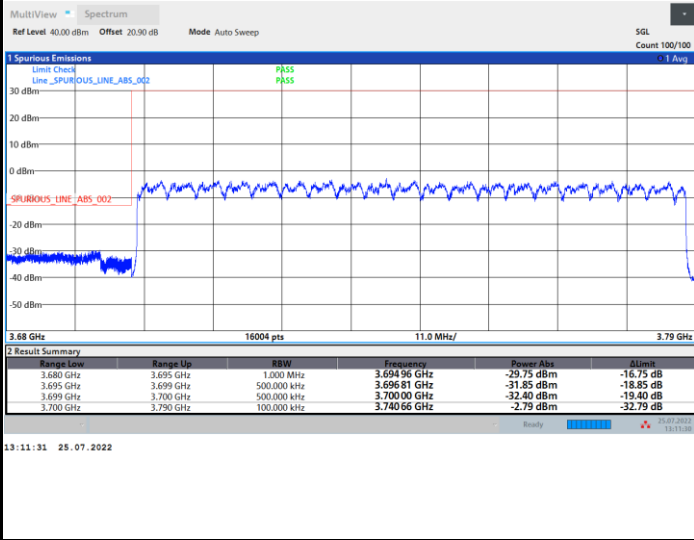 MultiView Spectrum
Ref Level 40.00 dBm Offset 20.90 dB Mode Auto Sweep SGL
Count 100/100
1 Spurious Emissions 1 Avg
Limit Check PASS
Line _SPURIOUS_LINE_ABS_002 PASS
30 dBm
20 dBm
10 dBm
0 dBm
_SPURIOUS_LINE_ABS_002
-20 dBm
-30 dBm
-40 dBm
-50 dBm
3.68 GHz 16004 pts 11.0 MHz/ 3.79 GHz
2 Result Summary
Range Low Range Up RBW Frequency Power Abs ΔLimit
3.680 GHz 3.695 GHz 1.000 MHz 3.694 96 GHz -29.75 dBm -16.75 dB
3.695 GHz 3.699 GHz 500.000 kHz 3.696 81 GHz -31.85 dBm -18.85 dB
3.699 GHz 3.700 GHz 500.000 kHz 3.700 00 GHz -32.40 dBm -19.40 dB
3.700 GHz 3.790 GHz 100.000 kHz 3.740 66 GHz -2.79 dBm -32.79 dB
Ready 25.07.2022
13:11:30
13:11:31 25.07.2022